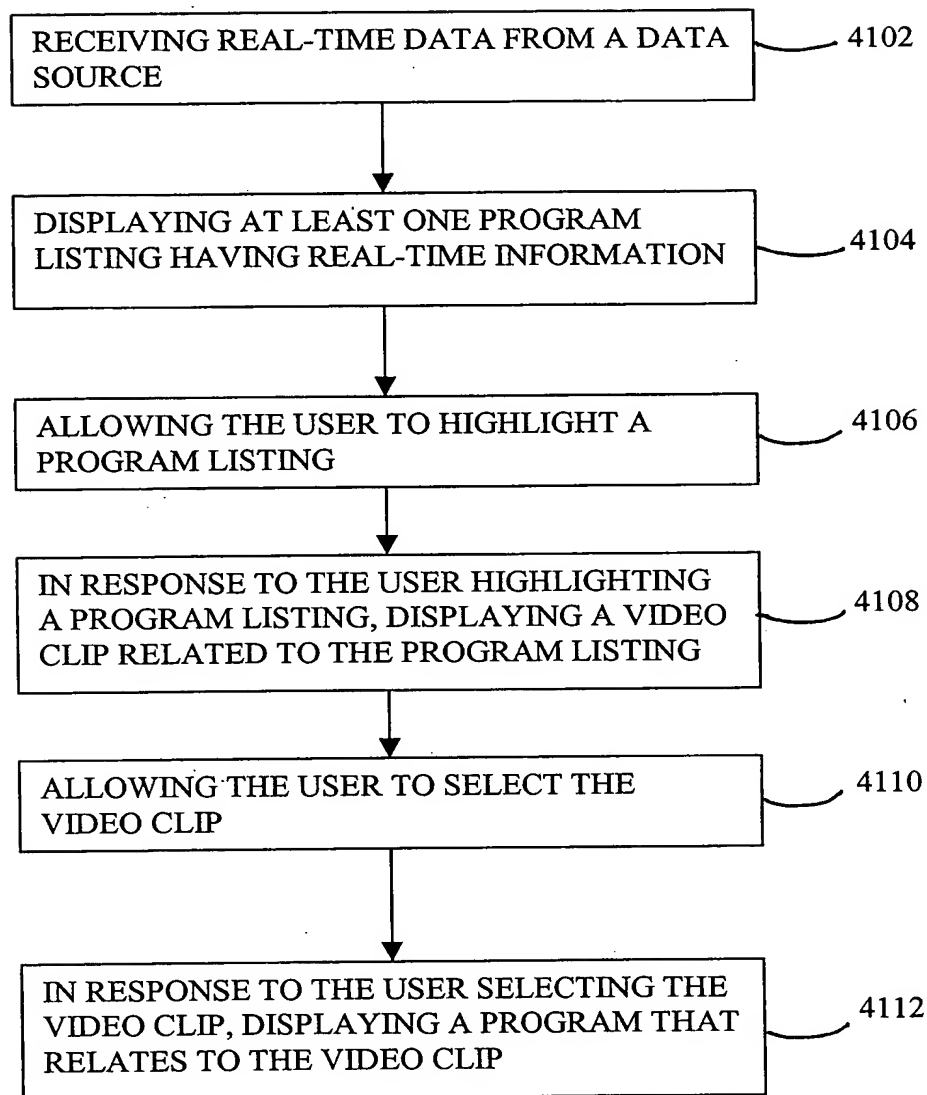 RECEIVING REAL-TIME DATA FROM A DATA
SOURCE
4102
DISPLAYING AT LEAST ONE PROGRAM
LISTING HAVING REAL-TIME INFORMATION
4104
ALLOWING THE USER TO HIGHLIGHT A
PROGRAM LISTING
4106
IN RESPONSE TO THE USER HIGHLIGHTING
A PROGRAM LISTING, DISPLAYING A VIDEO
CLIP RELATED TO THE PROGRAM LISTING
4108
ALLOWING THE USER TO SELECT THE
VIDEO CLIP
4110
IN RESPONSE TO THE USER SELECTING THE
VIDEO CLIP, DISPLAYING A PROGRAM THAT
RELATES TO THE VIDEO CLIP
4112